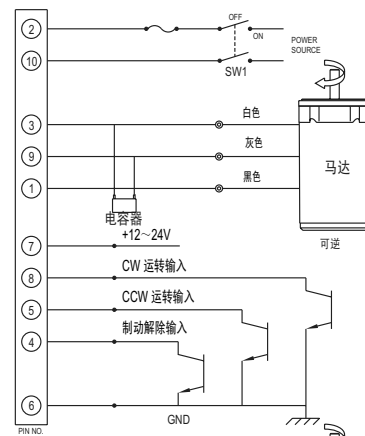 ②
OFF
ON
POWER
SOURCE
⑩
SW1
③
白色
⑨
灰色
①
黑色
马达
电容器
+12～24V
可逆
⑦
CW 运转输入
⑧
CCW 运转输入
⑤
制动解除输入
④
⑥
GND
PIN NO.